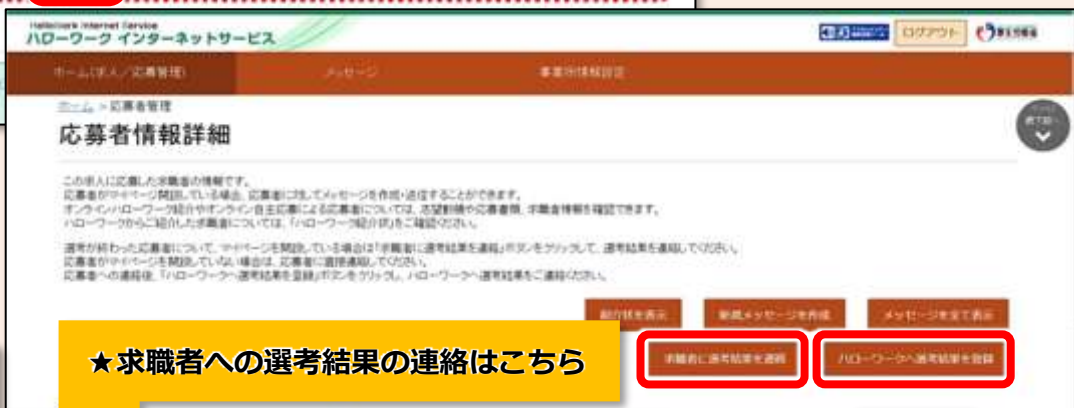 HelloWork Internet Service
ハローワーク インターネットサービス
ログアウト
ホーム(求人／応募管理)
メッセージ
事業所情報設定
ホーム > 応募者管理
応募者情報詳細
この求人に応募した求職者の情報です。
応募者がマイページ開設している場合、応募者に対してメッセージを作成・送信することができます。
オンラインハローワーク紹介やオンライン自主応募による応募者については、志望動機や応募書類、求職者情報を確認できます。
ハローワークからご紹介した求職者については、「ハローワーク紹介状」をご確認ください。
選考が終わった応募者について、マイページを開設している場合は「求職者に選考結果を連絡」ボタンをクリックして、選考結果を連絡してください。
応募者がマイページを開設していない場合は、応募者に直接連絡してください。
応募者への連絡後、「ハローワークへ選考結果を登録」ボタンをクリックし、ハローワークへ選考結果をご連絡ください。
紹介状を表示
新規メッセージを作成
メッセージを全て表示
求職者に選考結果を連絡
ハローワークへ選考結果を登録
★求職者への選考結果の連絡はこちら